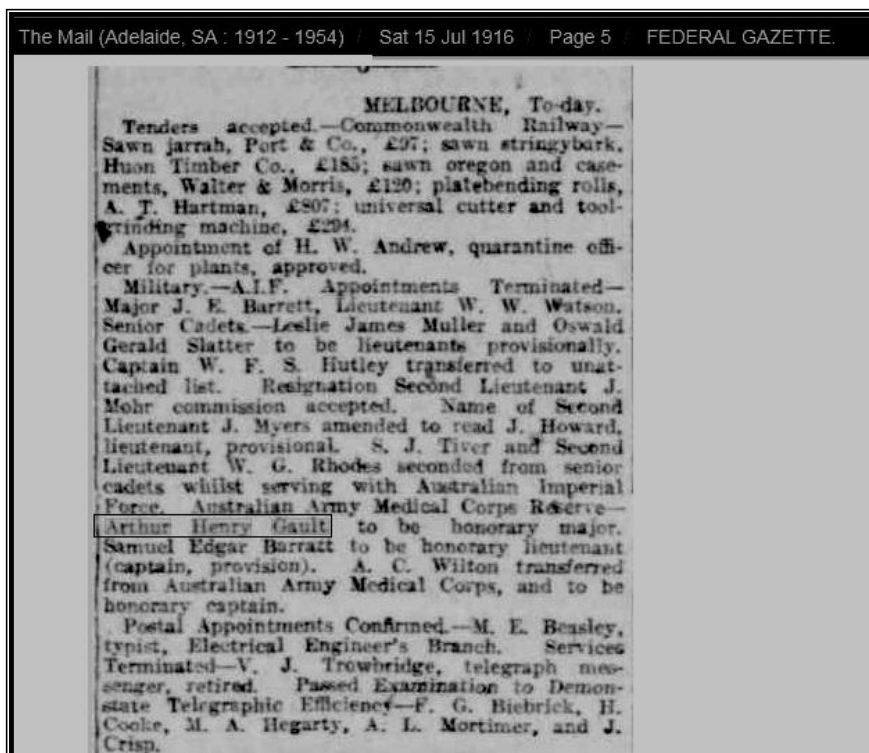 The Mail (Adelaide, SA : 1912 - 1954) / Sat 15 Jul 1916 / Page 5 / FEDERAL GAZETTE.
MELBOURNE, To-day.
Tenders accepted.—Commonwealth Railway—
Sawn jarrah, Port & Co., £97; sawn stringybark,
Huon Timber Co., £185; sawn oregon and case-
ments, Walter & Morris, £120; platebending rolls,
A. T. Hartman, £807; universal cutter and tool-
grinding machine, £294.
Appointment of H. W. Andrew, quarantine offi-
cer for plants, approved.
Military.—A.I.F. Appointments Terminated—
Major J. E. Barrett, Lieutenant W. W. Watson.
Senior Cadets.—Leslie James Muller and Oswald
Gerald Slatter to be lieutenants provisionally.
Captain W. F. S. Hutley transferred to unat-
tached list. Resignation Second Lieutenant J.
Mohr commission accepted. Name of Second
Lieutenant J. Myers amended to read J. Howard,
lieutenant, provisional. S. J. Tiver and Second
Lieutenant W. G. Rhodes seconded from senior
cadets whilst serving with Australian Imperial
Force. Australian Army Medical Corps Reserve—
Arthur Henry Gault to be honorary major.
Samuel Edgar Barratt to be honorary lieutenant
(captain, provision). A. C. Wilton transferred
from Australian Army Medical Corps, and to be
honorary captain.
Postal Appointments Confirmed.—M. E. Beasley,
typist, Electrical Engineer's Branch. Services
Terminated—V. J. Trowbridge, telegraph mes-
senger, retired. Passed Examination to Demon-
state Telegraphic Efficiency—F. G. Biebrick, H.
Cooke, M. A. Hegarty, A. L. Mortimer, and J.
Crisp.